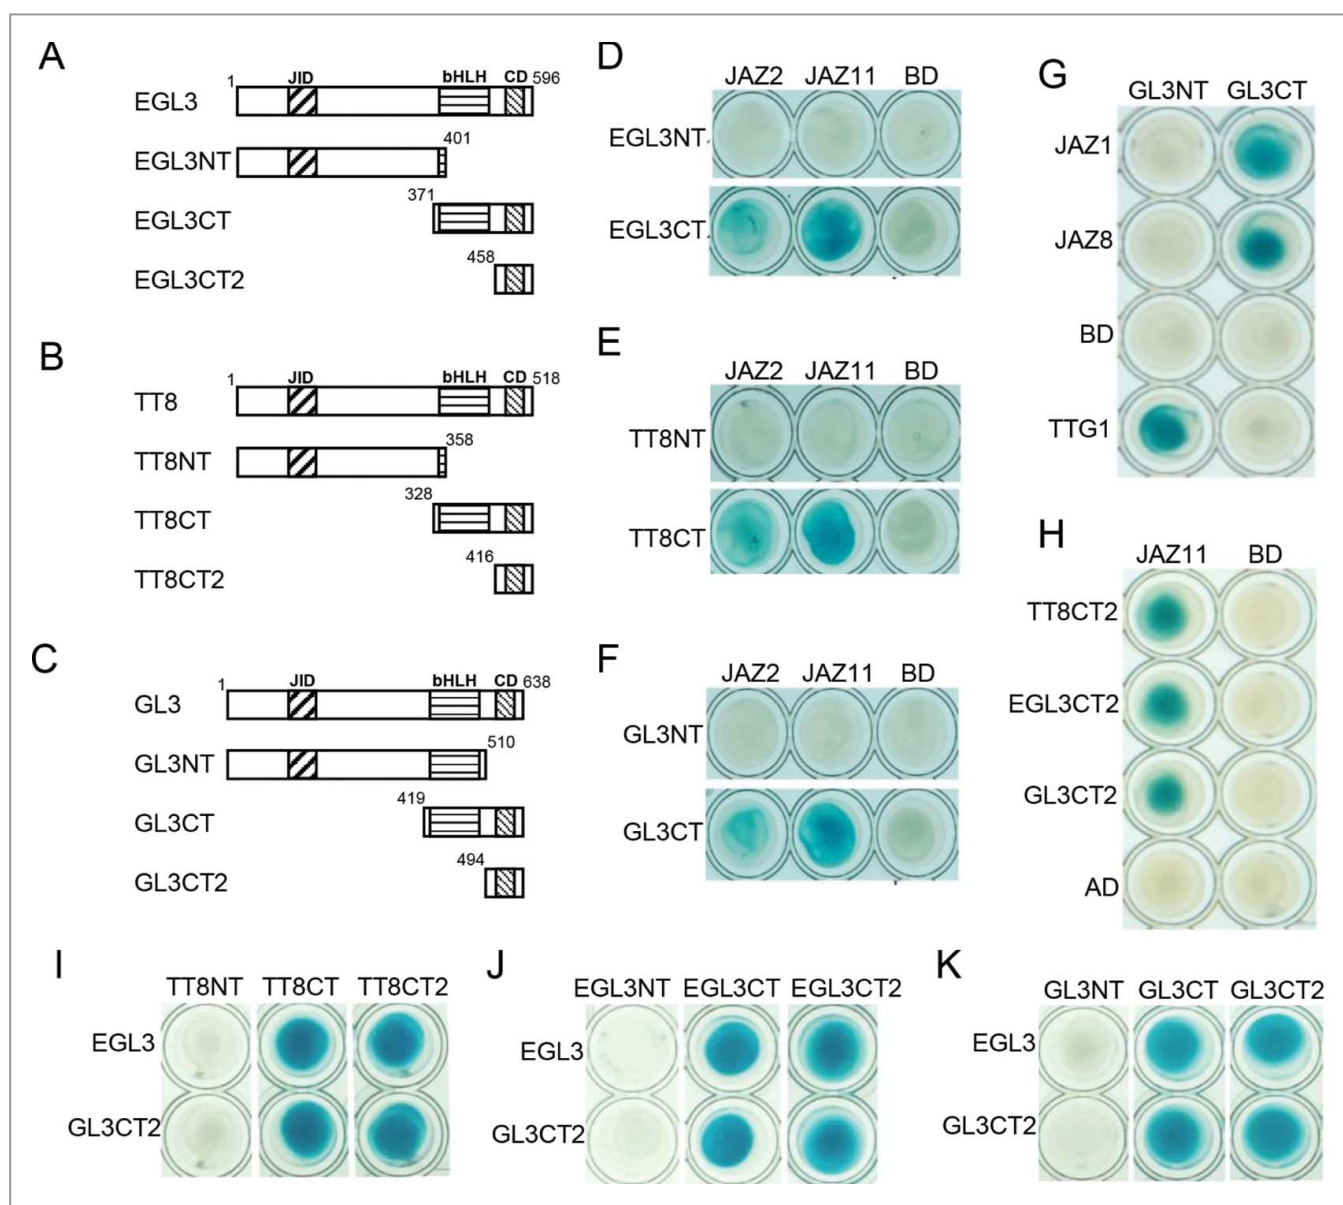 A
1 JID bHLH CD 596
EGL3
401
EGL3NT
371
EGL3CT
458
EGL3CT2
B
1 JID bHLH CD 518
TT8
358
TT8NT
328
TT8CT
416
TT8CT2
C
1 JID bHLH CD 638
GL3
510
GL3NT
419
GL3CT
494
GL3CT2
D
JAZ2 JAZ11 BD
EGL3NT
EGL3CT
E
JAZ2 JAZ11 BD
TT8NT
TT8CT
F
JAZ2 JAZ11 BD
GL3NT
GL3CT
G
GL3NT GL3CT
JAZ1
JAZ8
BD
TTG1
H
JAZ11 BD
TT8CT2
EGL3CT2
GL3CT2
AD
I
TT8NT TT8CT TT8CT2
EGL3
GL3CT2
J
EGL3NT EGL3CT EGL3CT2
EGL3
GL3CT2
K
GL3NT GL3CT GL3CT2
EGL3
GL3CT2